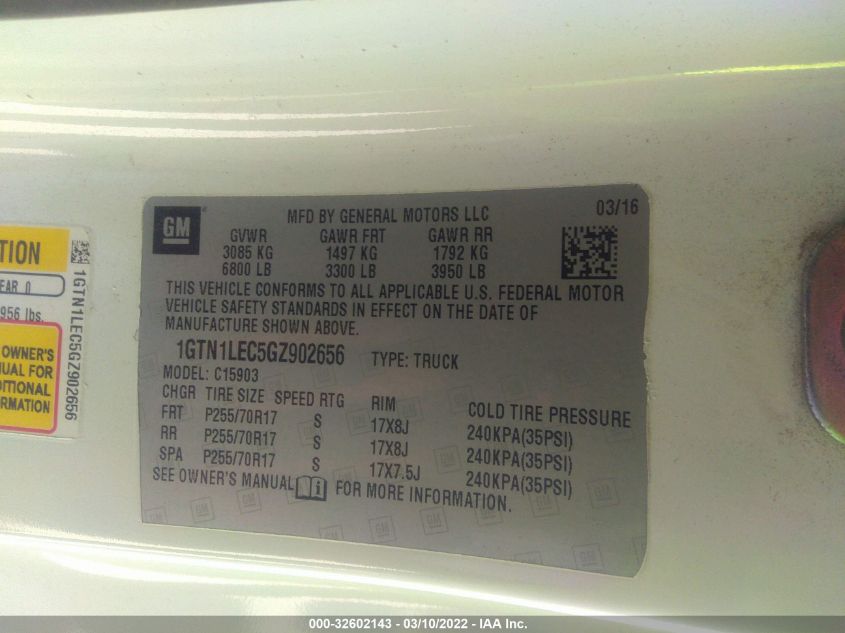 GM
MFD BY GENERAL MOTORS LLC
03/16
GVWR GAWR FRT GAWR RR
3085 KG 1497 KG 1792 KG
6800 LB 3300 LB 3950 LB
THIS VEHICLE CONFORMS TO ALL APPLICABLE U.S. FEDERAL MOTOR
VEHICLE SAFETY STANDARDS IN EFFECT ON THE DATE OF
MANUFACTURE SHOWN ABOVE.
1GTN1LEC5GZ902656 TYPE: TRUCK
MODEL: C15903
CHGR TIRE SIZE SPEED RTG RIM COLD TIRE PRESSURE
FRT P255/70R17 S 17X8J 240KPA(35PSI)
RR P255/70R17 S 17X8J 240KPA(35PSI)
SPA P255/70R17 S 17X7.5J 240KPA(35PSI)
SEE OWNER'S MANUAL i FOR MORE INFORMATION.
TION
EAR 0
956 lbs.
OWNER'S
UAL FOR
DITIONAL
ORMATION
1GTN1LEC5GZ902656
000-32602143 - 03/10/2022 - IAA Inc.